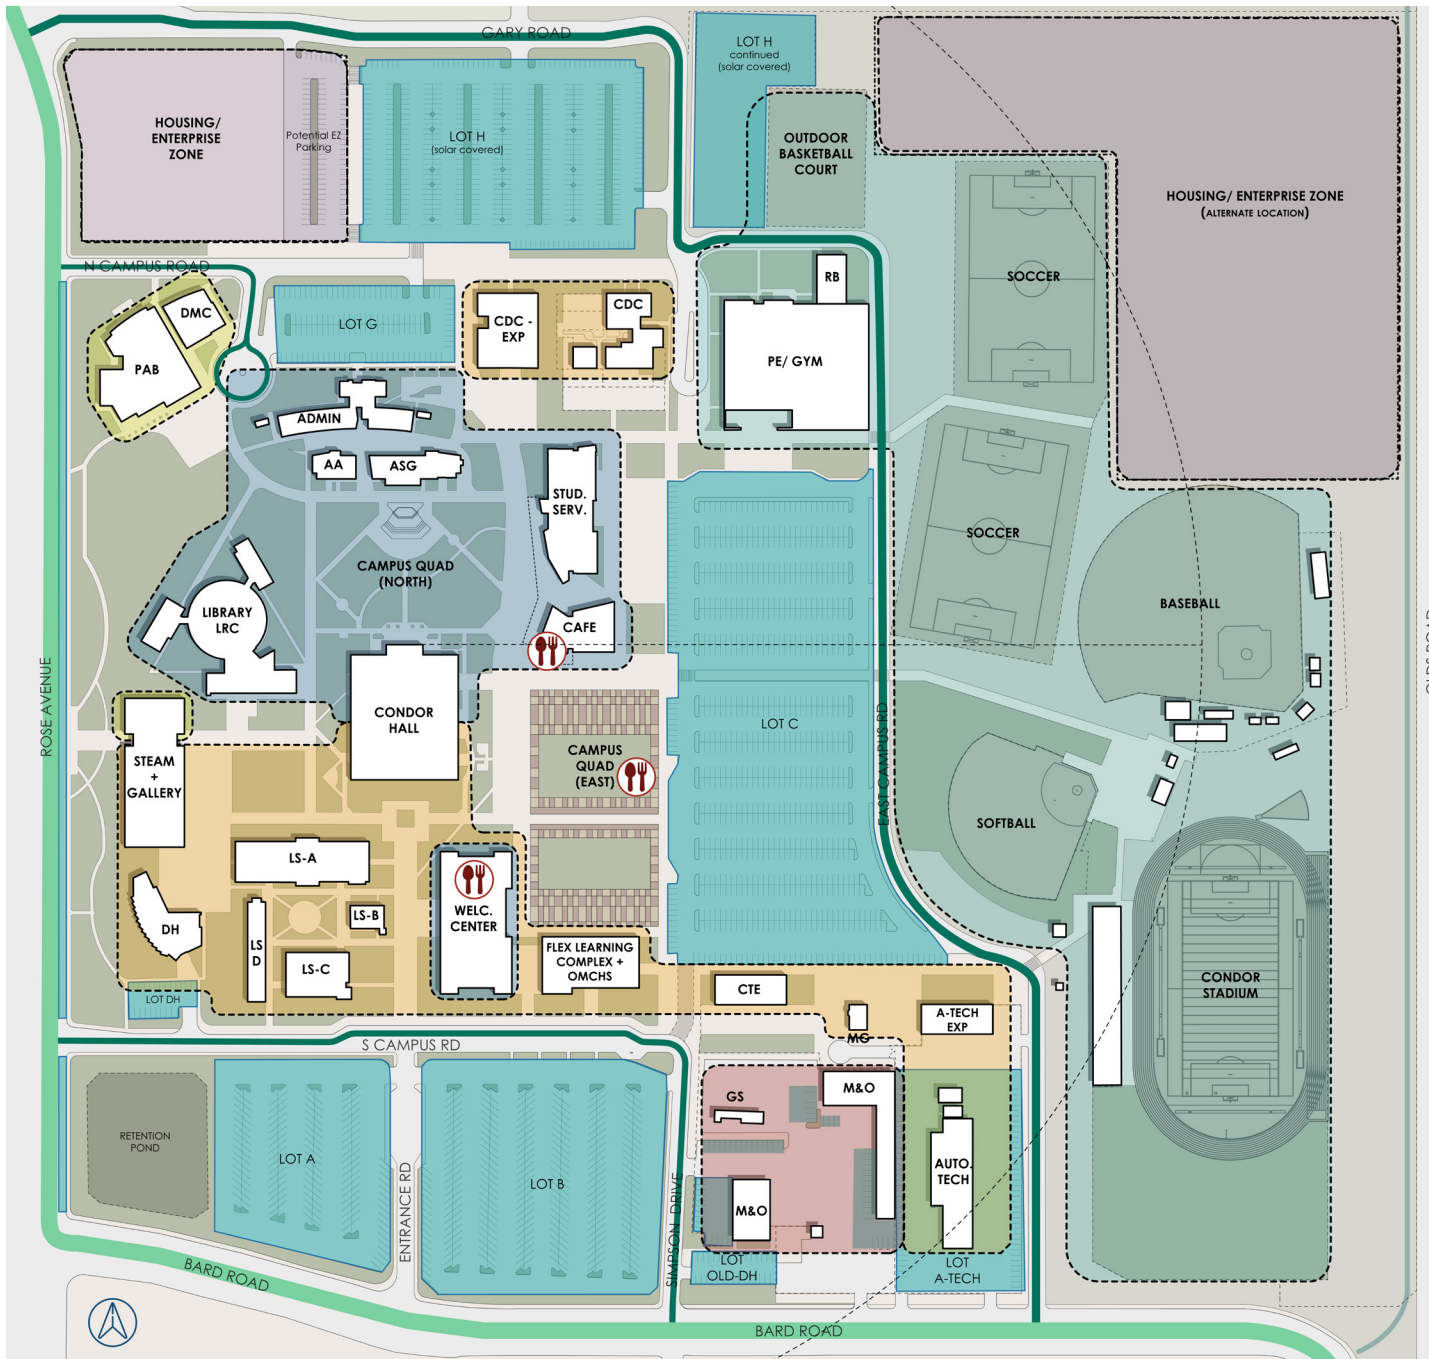 GARY ROAD
LOT H
continued
(solar covered)
HOUSING/
ENTERPRISE
ZONE
Potential EZ
Parking
LOT H
(solar covered)
OUTDOOR
BASKETBALL
COURT
HOUSING/ ENTERPRISE ZONE
(ALTERNATE LOCATION)
N CAMPUS ROAD
RB
SOCCER
DMC
LOT G
CDC -
EXP
CDC
PAB
PE/ GYM
ADMIN
AA
ASG
STUD.
SERV.
SOCCER
CAMPUS QUAD
(NORTH)
LIBRARY
LRC
CAFE
BASEBALL
OLDS ROAD
ROSE AVENUE
CONDOR
HALL
LOT C
EAST CAMPUS RD
CAMPUS
QUAD
(EAST)
STEAM
+
GALLERY
SOFTBALL
LS-A
WELC.
CENTER
LS-B
DH
LS
D
LS-C
FLEX LEARNING
COMPLEX +
OMCHS
CTE
CONDOR
STADIUM
LOT DH
A-TECH
EXP
MG
S CAMPUS RD
M&O
GS
RETENTION
POND
LOT A
LOT B
AUTO.
TECH
ENTRANCE RD
SIMPSON DRIVE
M&O
LOT
OLD-DH
LOT
A-TECH
BARD ROAD
BARD ROAD